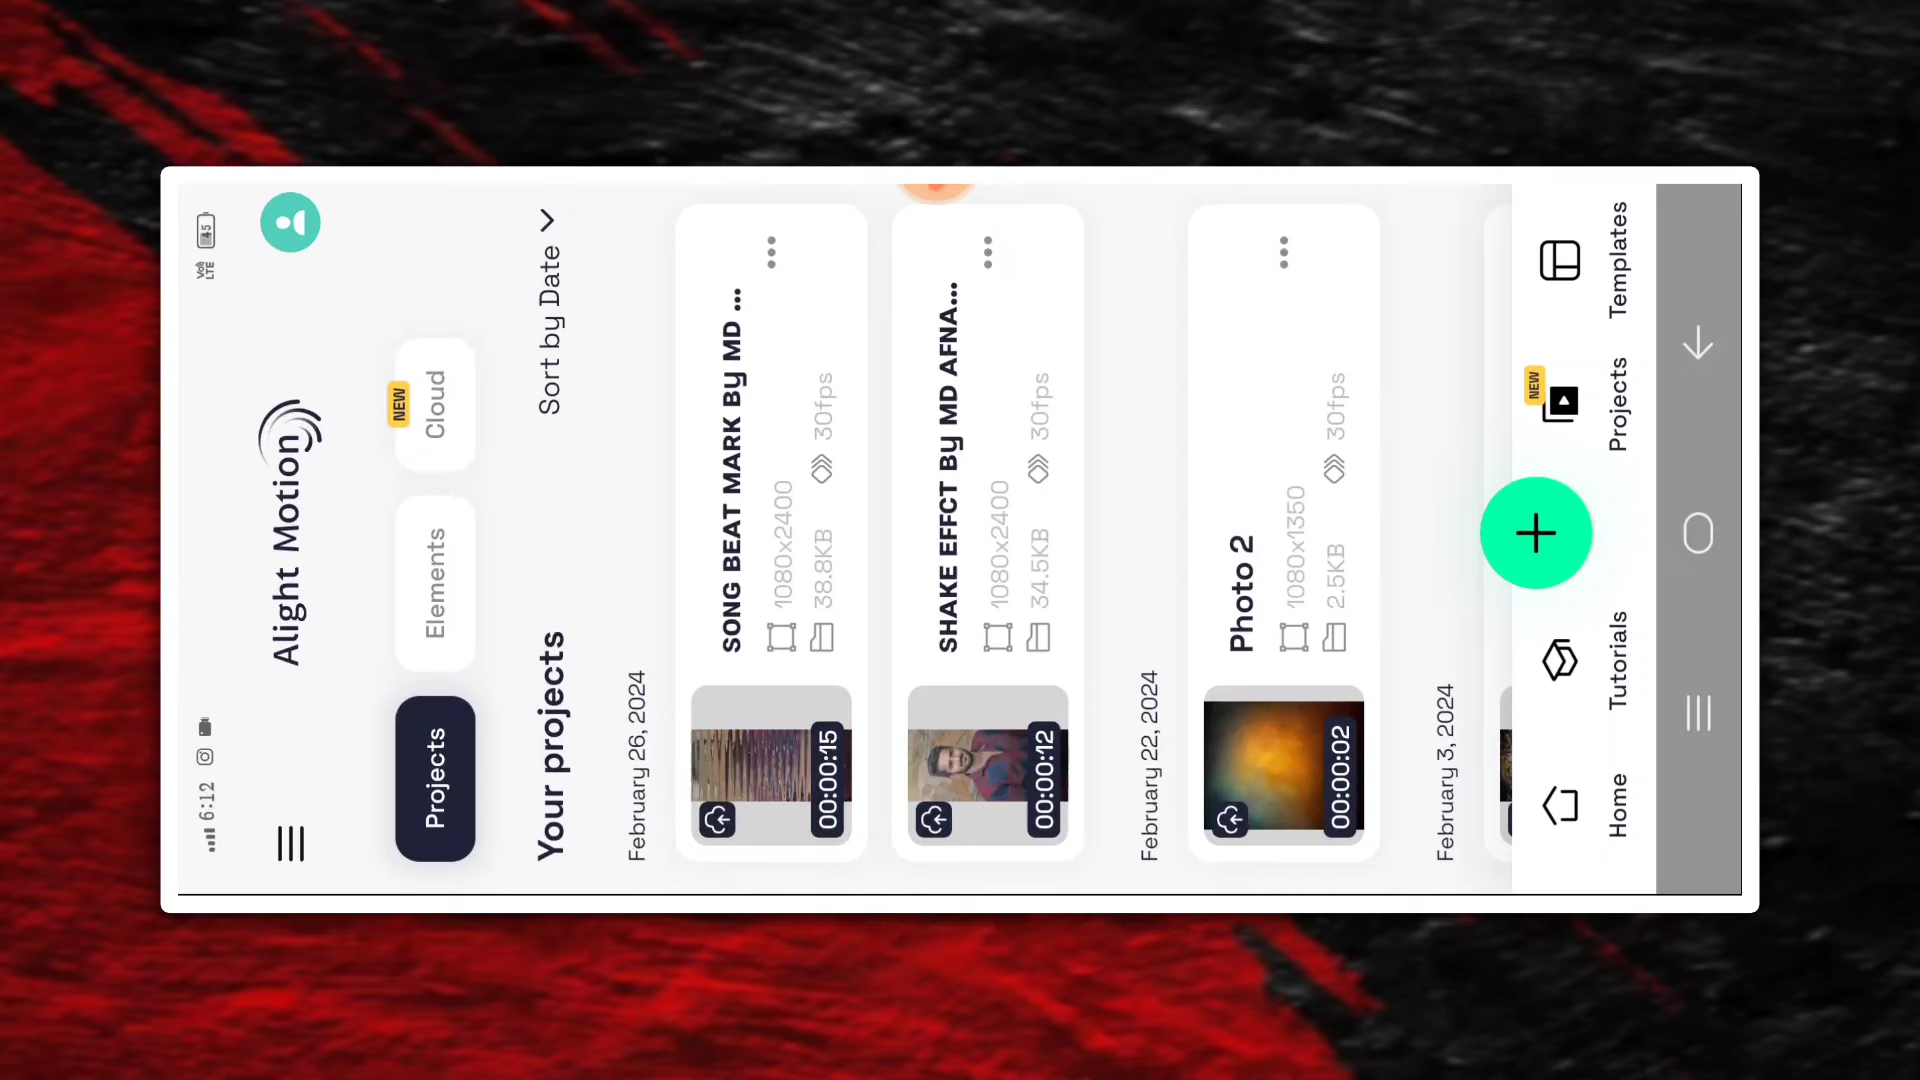 6:12
Vo) LTE 45
Alight Motion
Projects
Elements
Cloud
NEW
Your projects
Sort by Date
February 26, 2024
SONG BEAT MARK By MD ...
1080x2400
38.8KB
30fps
00:00:15
SHAKE EFFCT By MD AFNA...
1080x2400
34.5KB
30fps
00:00:12
February 22, 2024
Photo 2
1080x1350
2.5KB
30fps
00:00:02
February 3, 2024
Home
Tutorials
NEW
Projects
Templates